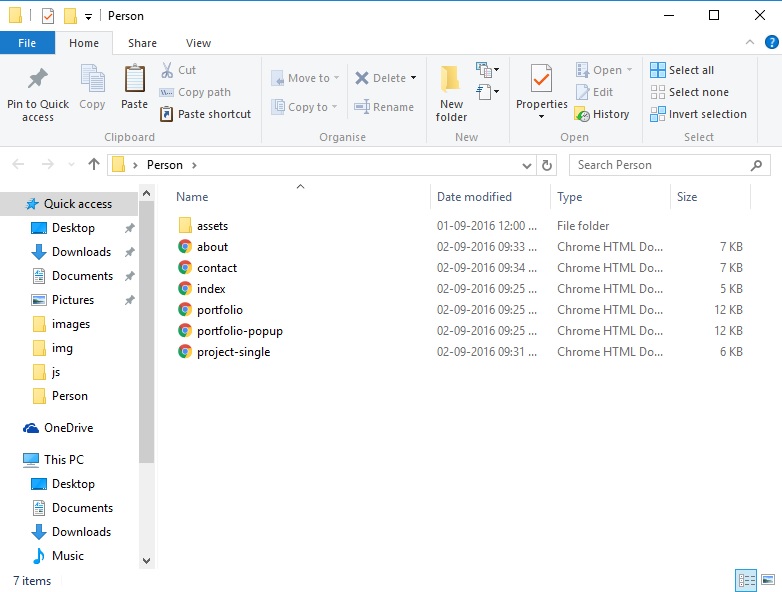 Person
File Home Share View
Pin to Quick access
Copy
Paste
Cut
Copy path
Paste shortcut
Clipboard
Move to
Copy to
Delete
Rename
Organise
New folder
New
Properties
Open
Edit
History
Open
Select all
Select none
Invert selection
Select
Person
Search Person
Quick access
Desktop
Downloads
Documents
Pictures
images
img
js
Person
OneDrive
This PC
Desktop
Documents
Downloads
Music
Name Date modified Type Size
assets 01-09-2016 12:00 ... File folder
about 02-09-2016 09:33 ... Chrome HTML Do... 7 KB
contact 02-09-2016 09:34 ... Chrome HTML Do... 7 KB
index 02-09-2016 09:25 ... Chrome HTML Do... 5 KB
portfolio 02-09-2016 09:25 ... Chrome HTML Do... 12 KB
portfolio-popup 02-09-2016 09:25 ... Chrome HTML Do... 12 KB
project-single 02-09-2016 09:31 ... Chrome HTML Do... 6 KB
7 items